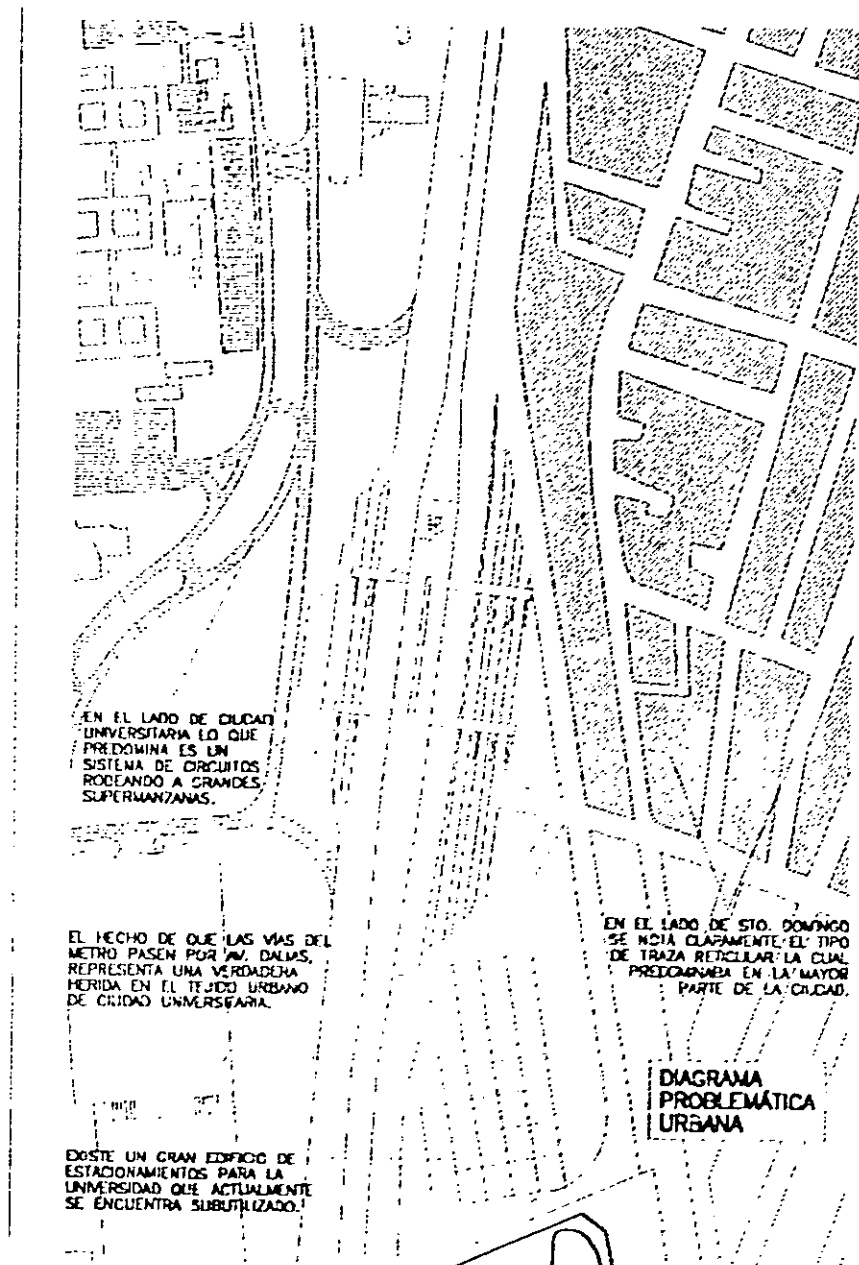 EN EL LADO DE CIUDAD
UNIVERSITARIA LO QUE
PREDOMINA ES UN
SISTEMA DE CIRCUITOS
RODEANDO A GRANDES
SUPERMANZANAS.
EL HECHO DE QUE LAS VIAS DEL
METRO PASEN POR AV. DALIAS,
REPRESENTA UNA VERDADERA
HERIDA EN EL TEJIDO URBANO
DE CIUDAD UNIVERSITARIA.
EN EL LADO DE STO. DOMINGO
SE NOTA CLARAMENTE EL TIPO
DE TRAZA RETICULAR LA CUAL
PREDOMINABA EN LA MAYOR
PARTE DE LA CIUDAD.
DIAGRAMA
PROBLEMÁTICA
URBANA
EXISTE UN GRAN EDIFICIO DE
ESTACIONAMIENTOS PARA LA
UNIVERSIDAD QUE ACTUALMENTE
SE ENCUENTRA SUBUTILIZADO.